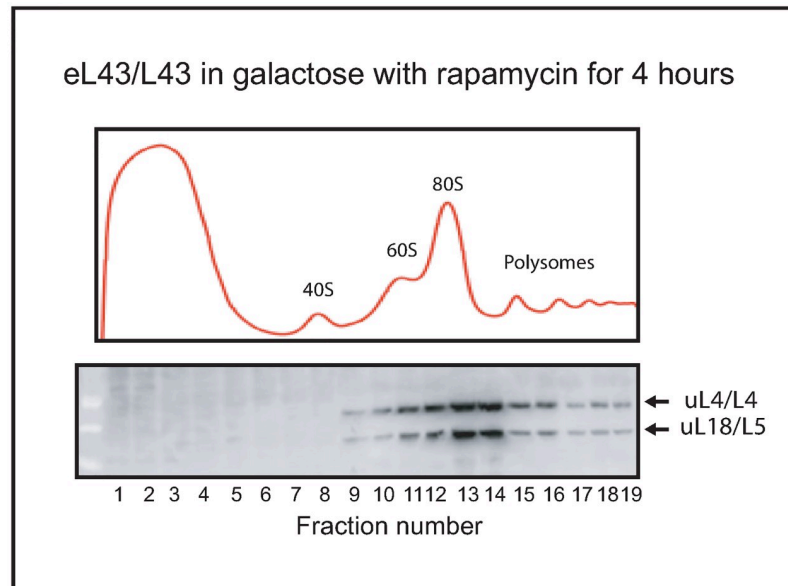 eL43/L43 in galactose with rapamycin for 4 hours
80S
60S
Polysomes
40S
uL4/L4
uL18/L5
1 2 3 4 5 6 7 8 9 10 11 12 13 14 15 16 17 18 19
Fraction number